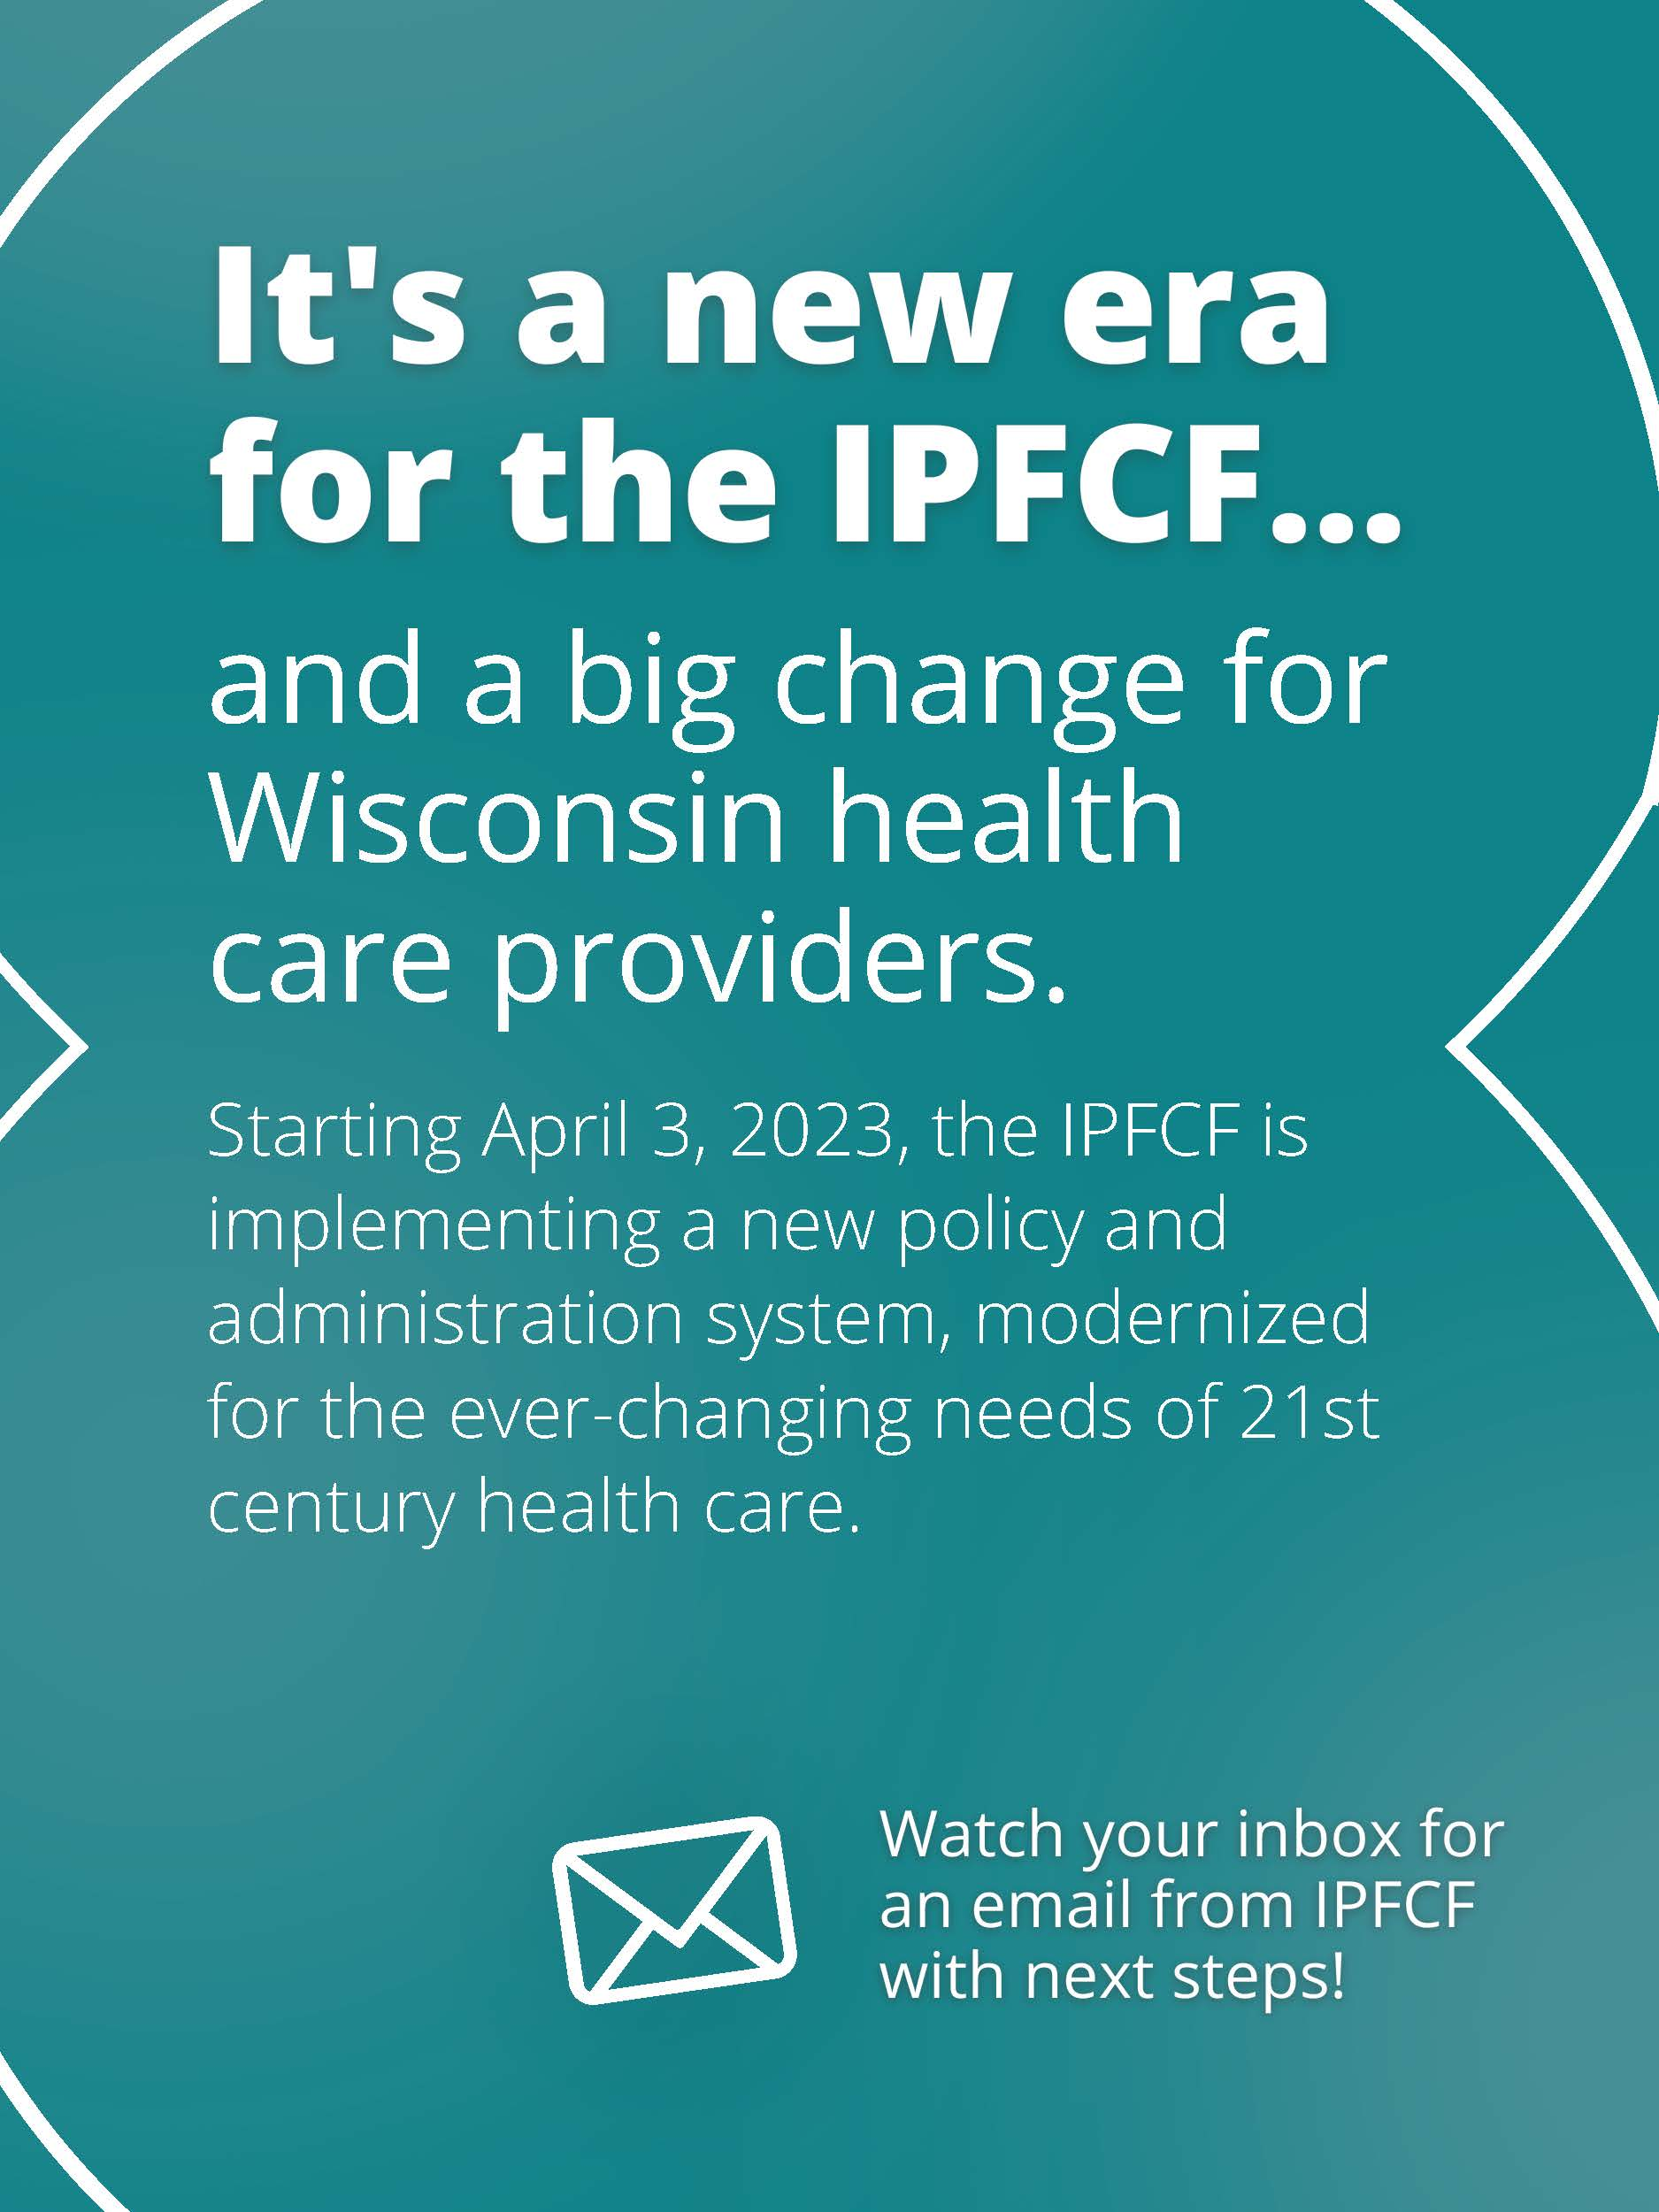 It's a new era
for the IPFCF...
and a big change for
Wisconsin health
care providers.
Starting April 3, 2023, the IPFCF is
implementing a new policy and
administration system, modernized
for the ever-changing needs of 21st
century health care.
Watch your inbox for
an email from IPFCF
with next steps!